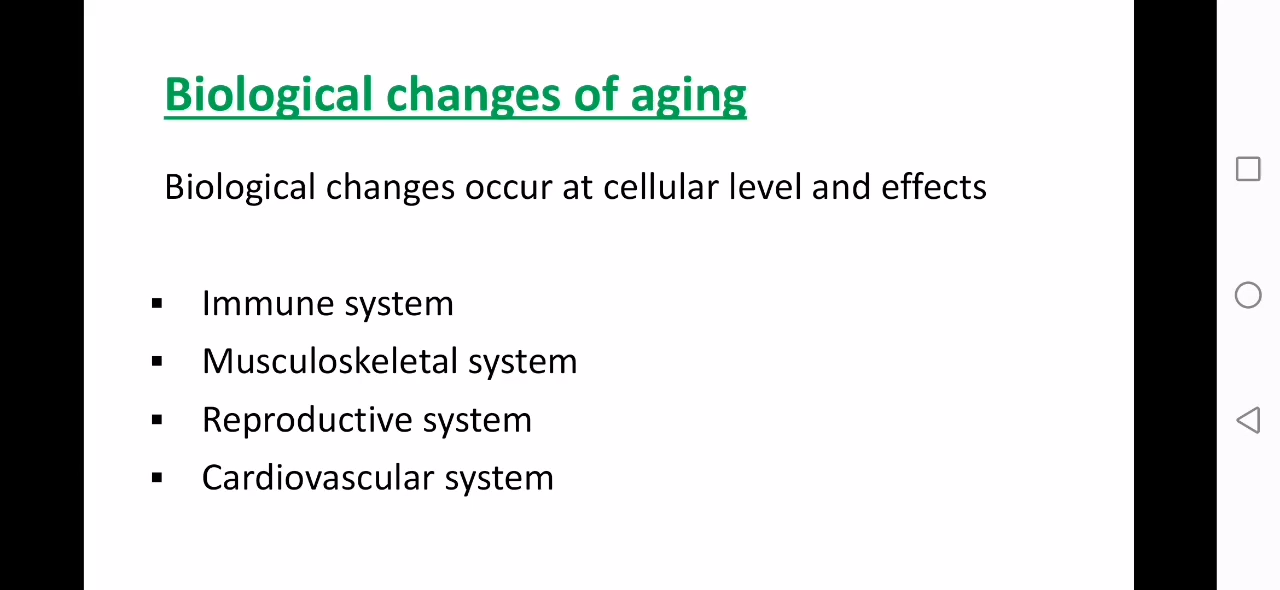 Biological changes of aging
Biological changes occur at cellular level and effects
▪ Immune system
▪ Musculoskeletal system
▪ Reproductive system
▪ Cardiovascular system